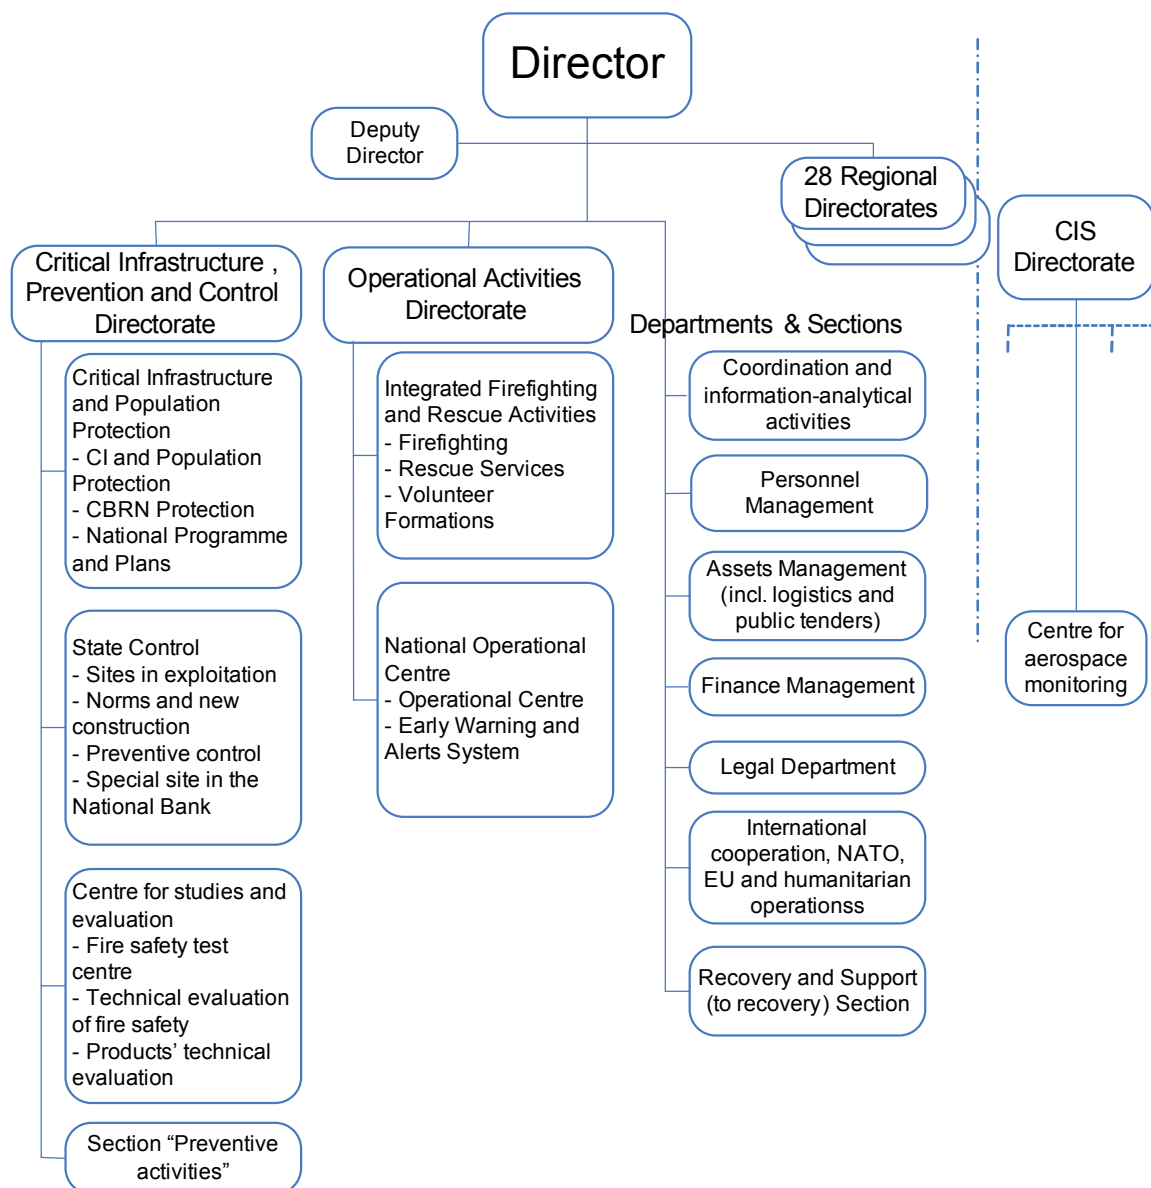 Director
Deputy
Director
28 Regional
Directorates
CIS
Directorate
Critical Infrastructure ,
Prevention and Control
Directorate
Critical Infrastructure
and Population
Protection
- CI and Population
Protection
- CBRN Protection
- National Programme
and Plans
State Control
- Sites in exploitation
- Norms and new
construction
- Preventive control
- Special site in the
National Bank
Centre for studies and
evaluation
- Fire safety test
centre
- Technical evaluation
of fire safety
- Products’ technical
evaluation
Section “Preventive
activities”
Operational Activities
Directorate
Integrated Firefighting
and Rescue Activities
- Firefighting
- Rescue Services
- Volunteer
Formations
National Operational
Centre
- Operational Centre
- Early Warning and
Alerts System
Departments & Sections
Coordination and
information-analytical
activities
Personnel
Management
Assets Management
(incl. logistics and
public tenders)
Finance Management
Legal Department
International
cooperation, NATO,
EU and humanitarian
operationss
Recovery and Support
(to recovery) Section
Centre for
aerospace
monitoring